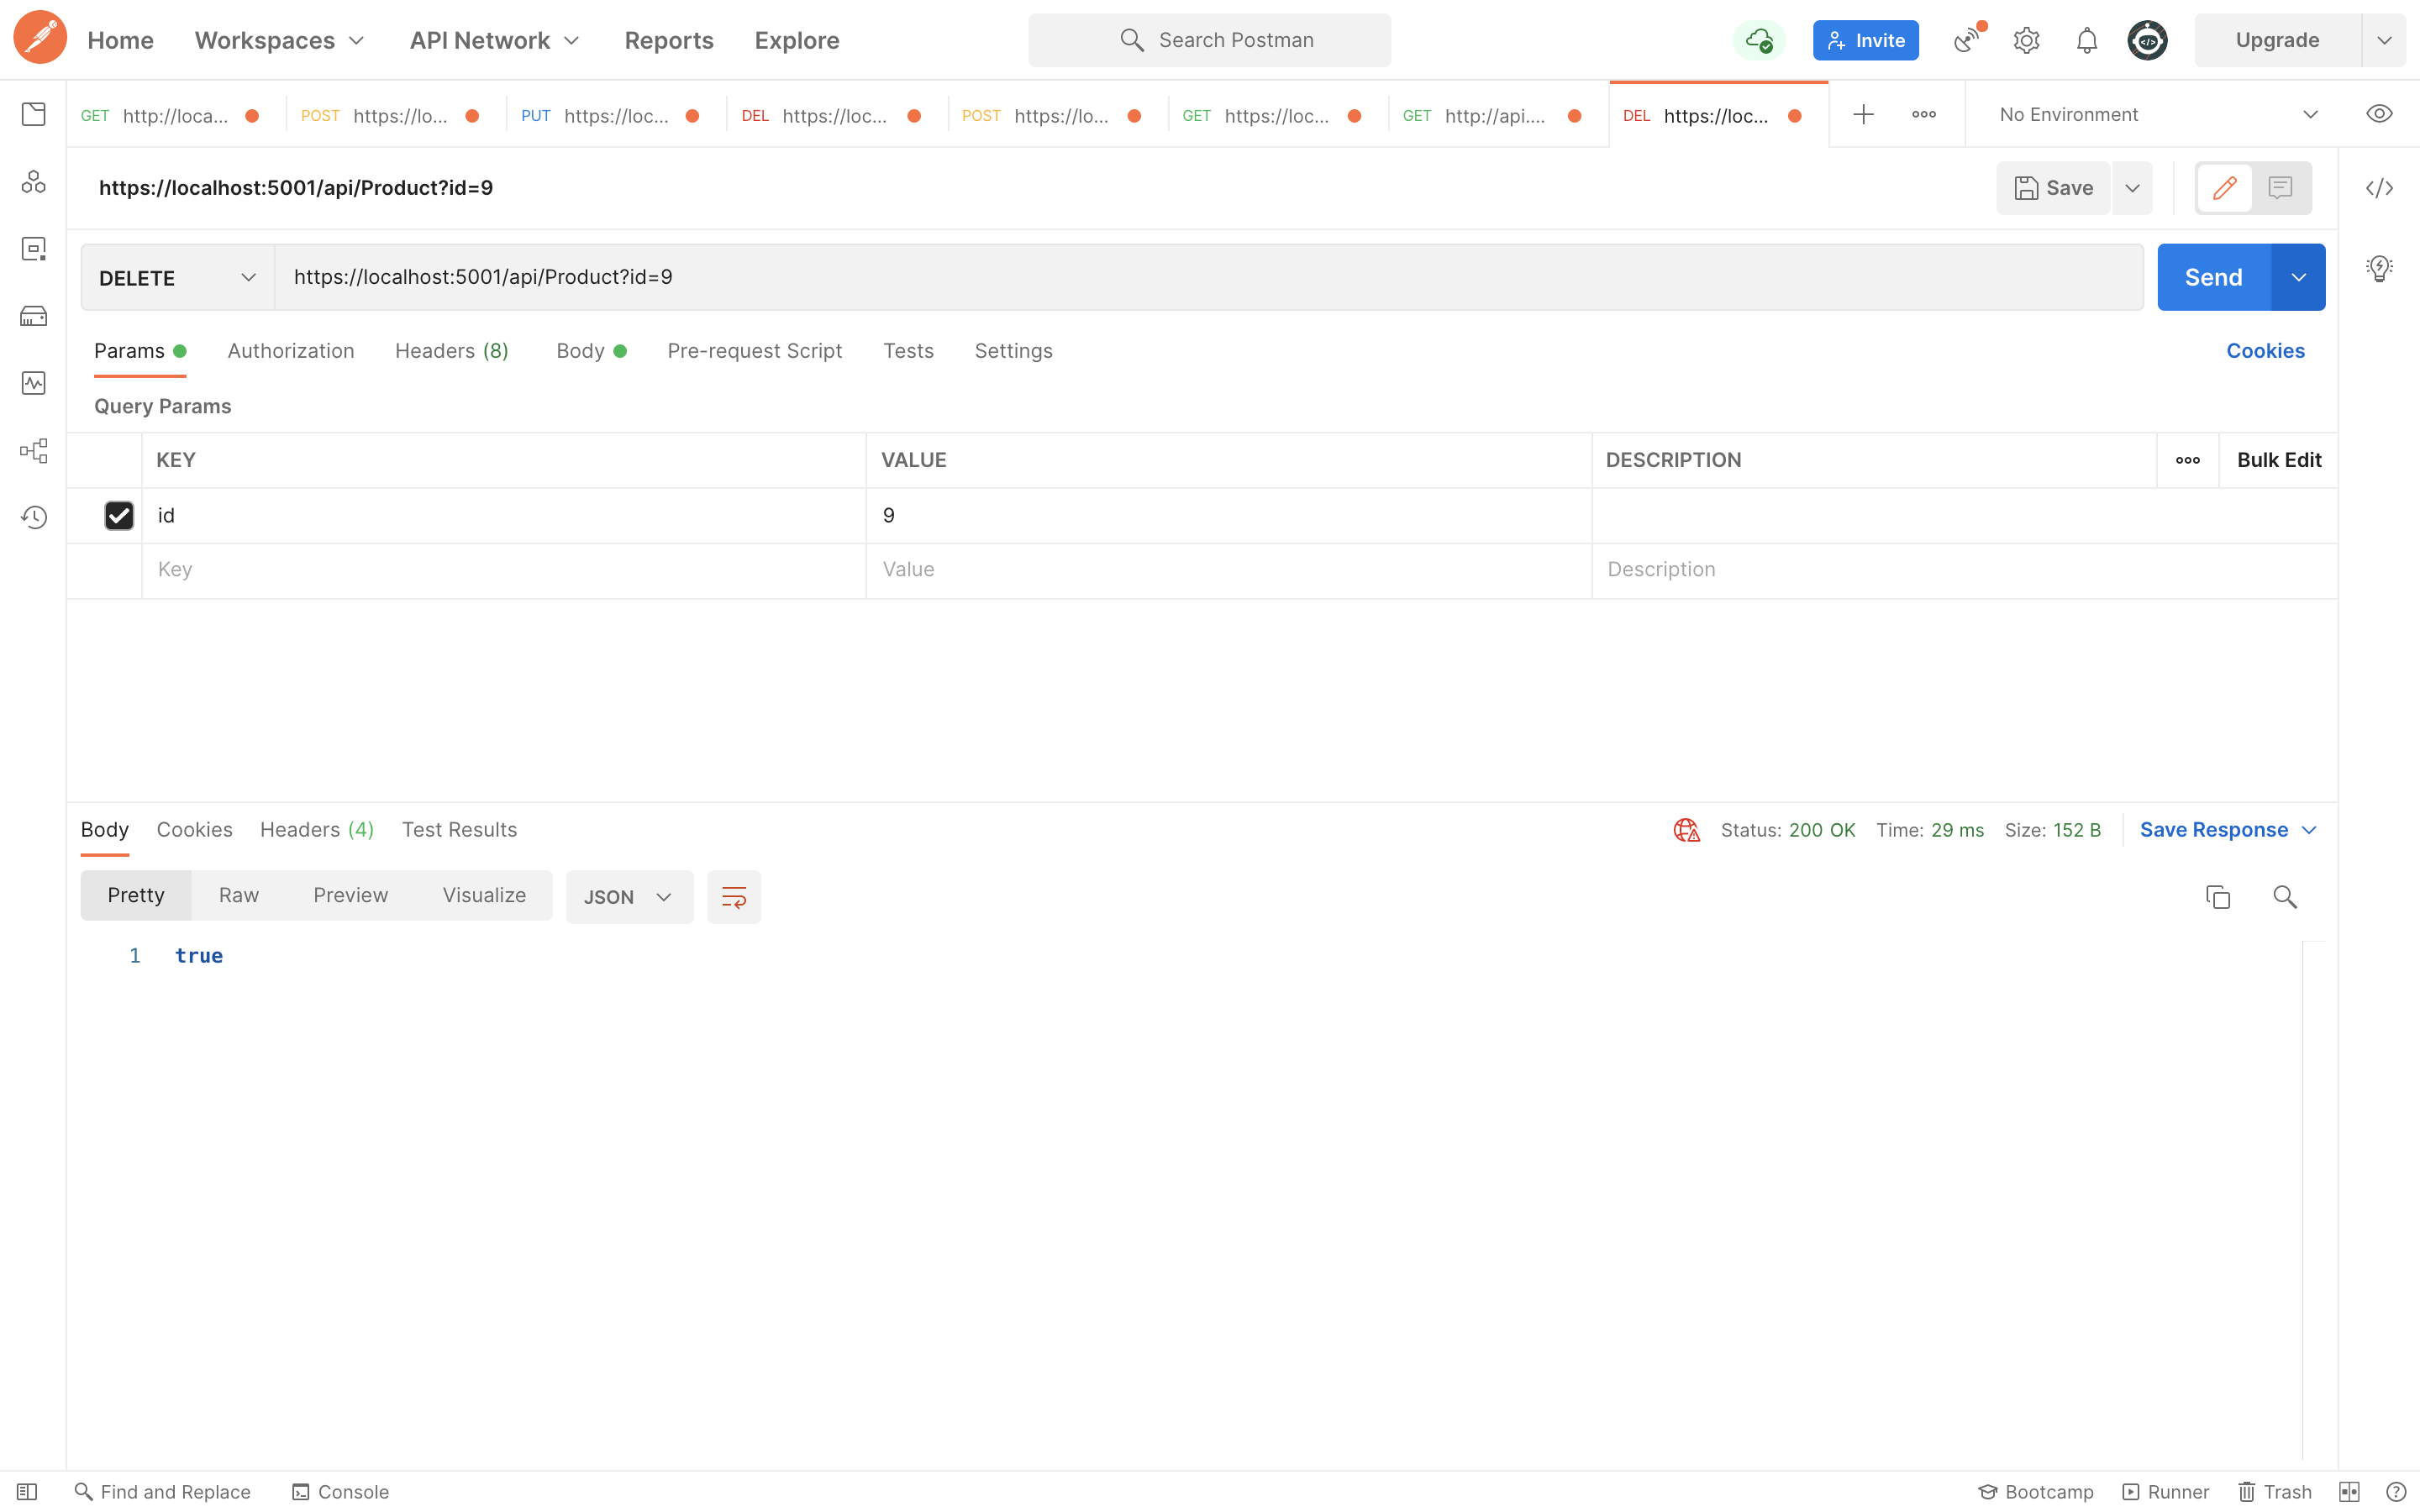 Home Workspaces API Network Reports Explore Search Postman Invite Upgrade
GET http://loca... POST https://lo... PUT https://loc... DEL https://loc... POST https://lo... GET https://loc... GET http://api.... DEL https://loc... No Environment
https://localhost:5001/api/Product?id=9 Save
DELETE https://localhost:5001/api/Product?id=9 Send
Params Authorization Headers (8) Body Pre-request Script Tests Settings Cookies
Query Params
KEY VALUE DESCRIPTION Bulk Edit
id 9
Key Value Description
Body Cookies Headers (4) Test Results Status: 200 OK Time: 29 ms Size: 152 B Save Response
Pretty Raw Preview Visualize JSON
1 true
Find and Replace Console Bootcamp Runner Trash